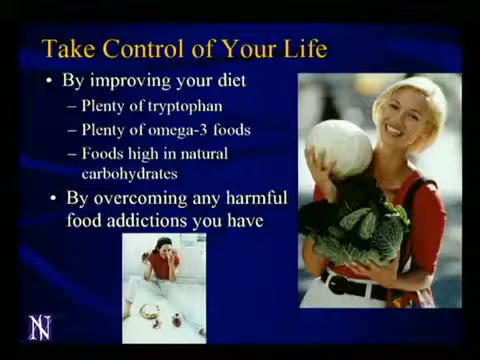 Take Control of Your Life
• By improving your diet
– Plenty of tryptophan
– Plenty of omega-3 foods
– Foods high in natural
carbohydrates
• By overcoming any harmful
food addictions you have
N